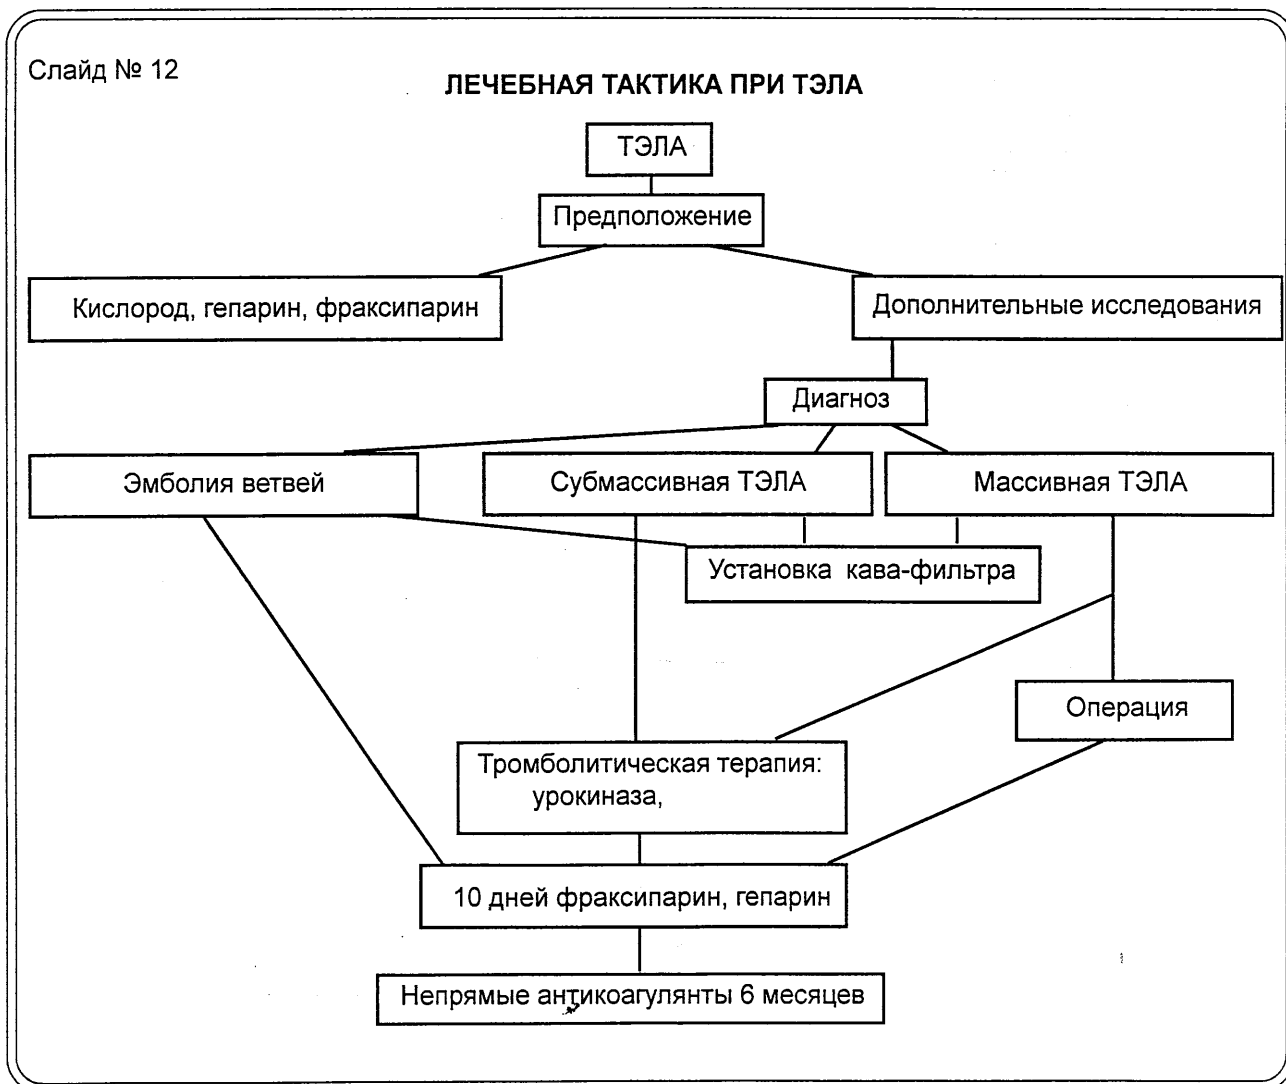 Слайд № 12
ЛЕЧЕБНАЯ ТАКТИКА ПРИ ТЭЛА
ТЭЛА
Предположение
Кислород, гепарин, фраксипарин
Дополнительные исследования
Диагноз
Эмболия ветвей
Субмассивная ТЭЛА
Массивная ТЭЛА
Установка кава-фильтра
Операция
Тромболитическая терапия:
урокиназа,
10 дней фраксипарин, гепарин
Непрямые антикоагулянты 6 месяцев